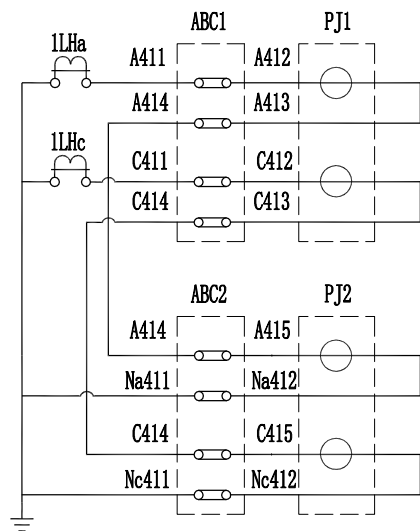 ABC1 PJ1
1LHa A411 A412
A414 A413
1LHc C411 C412
C414 C413
ABC2 PJ2
A414 A415
Na411 Na412
C414 C415
Nc411 Nc412